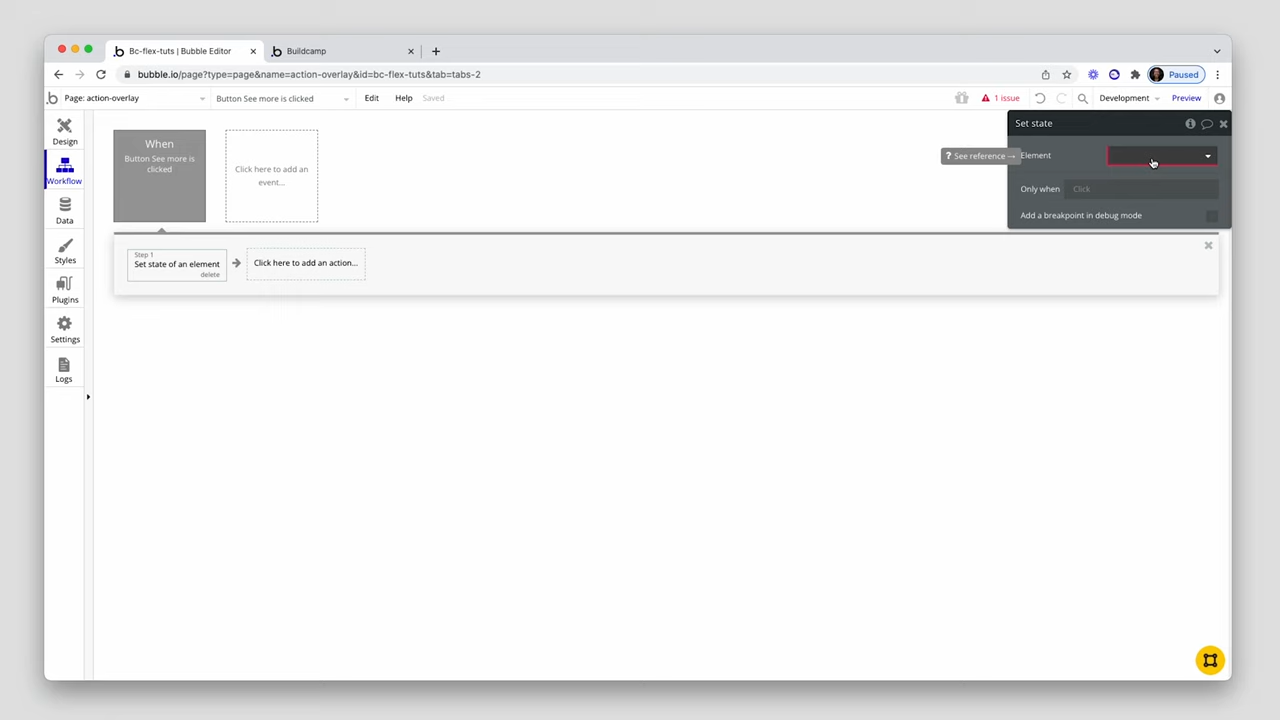 Bc-flex-tuts | Bubble Editor
Buildcamp
bubble.io/page?type=page&name=action-overlay&id=bc-flex-tuts&tab=tabs-2
Paused
Page: action-overlay
Button See more is clicked
Edit
Help
Saved
1 issue
Development
Preview
Design
Workflow
Data
Styles
Plugins
Settings
Logs
When
Button See more is
clicked
Click here to add an
event...
Set state
? See reference →
Element
Only when
Click
Add a breakpoint in debug mode
Step 1
Set state of an element
delete
Click here to add an action...